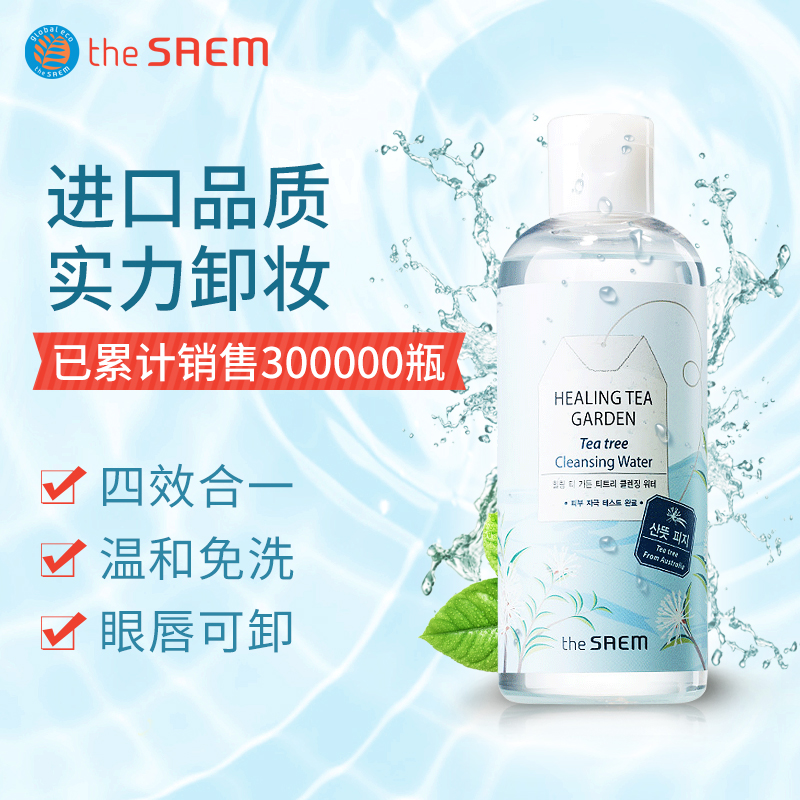 global eco
the SAEM
the SAEM
进口品质
实力卸妆
已累计销售300000瓶
四效合一
温和免洗
眼唇可卸
HEALING TEA
GARDEN
Tea tree
Cleansing Water
힐링 티 가든 티트리 클렌징 워터
• 피부 자극 테스트 완료 •
산뜻 피지
Tea tree
From Australia
the SAEM